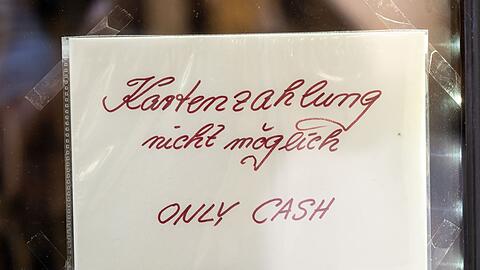 Kartenzahlung
nicht möglich
ONLY CASH